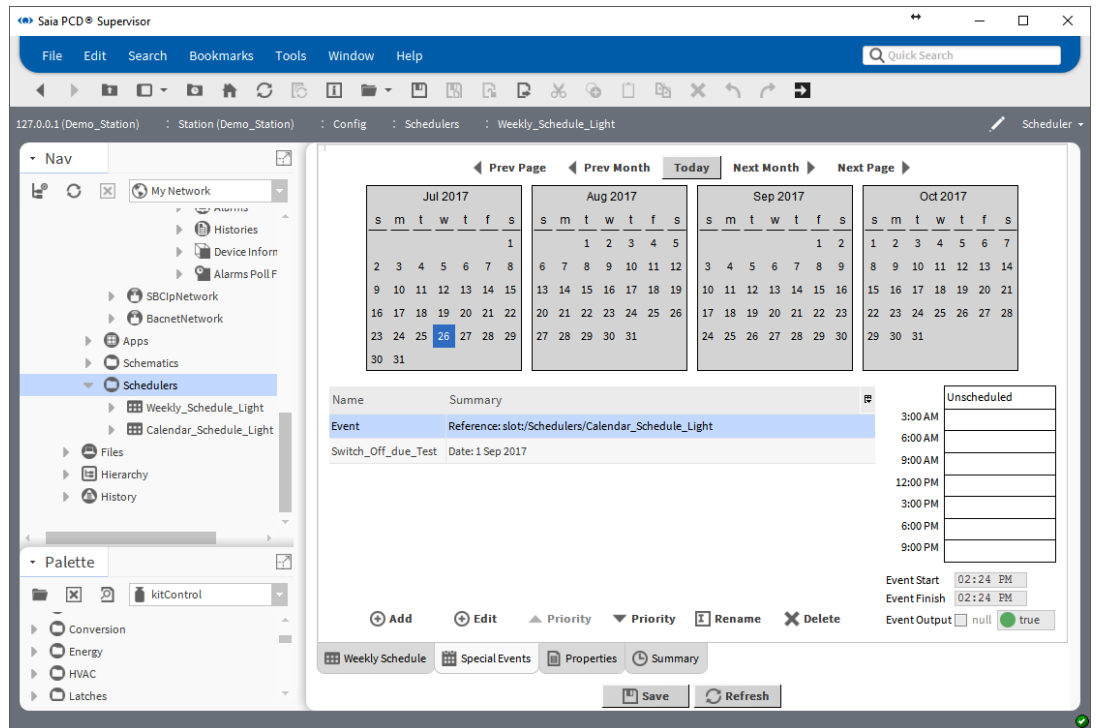 Saia PCD® Supervisor
File Edit Search Bookmarks Tools Window Help
Quick Search
127.0.0.1 (Demo_Station) : Station (Demo_Station) : Config : Schedulers : Weekly_Schedule_Light
Scheduler
Nav
My Network
Alarms
Histories
Device Inform
Alarms Poll F
SBCIpNetwork
BacnetNetwork
Apps
Schematics
Schedulers
Weekly_Schedule_Light
Calendar_Schedule_Light
Files
Hierarchy
History
Palette
kitControl
Conversion
Energy
HVAC
Latches
Prev Page Prev Month Today Next Month Next Page
Jul 2017
s m t w t f s
1
2 3 4 5 6 7 8
9 10 11 12 13 14 15
16 17 18 19 20 21 22
23 24 25 26 27 28 29
30 31
Aug 2017
s m t w t f s
1 2 3 4 5
6 7 8 9 10 11 12
13 14 15 16 17 18 19
20 21 22 23 24 25 26
27 28 29 30 31
Sep 2017
s m t w t f s
1 2
3 4 5 6 7 8 9
10 11 12 13 14 15 16
17 18 19 20 21 22 23
24 25 26 27 28 29 30
Oct 2017
s m t w t f s
1 2 3 4 5 6 7
8 9 10 11 12 13 14
15 16 17 18 19 20 21
22 23 24 25 26 27 28
29 30 31
Name Summary
Event Reference: slot:/Schedulers/Calendar_Schedule_Light
Switch_Off_due_Test Date: 1 Sep 2017
Unscheduled
3:00 AM
6:00 AM
9:00 AM
12:00 PM
3:00 PM
6:00 PM
9:00 PM
Event Start 02:24 PM
Event Finish 02:24 PM
Event Output null true
Add Edit Priority Priority Rename Delete
Weekly Schedule Special Events Properties Summary
Save Refresh